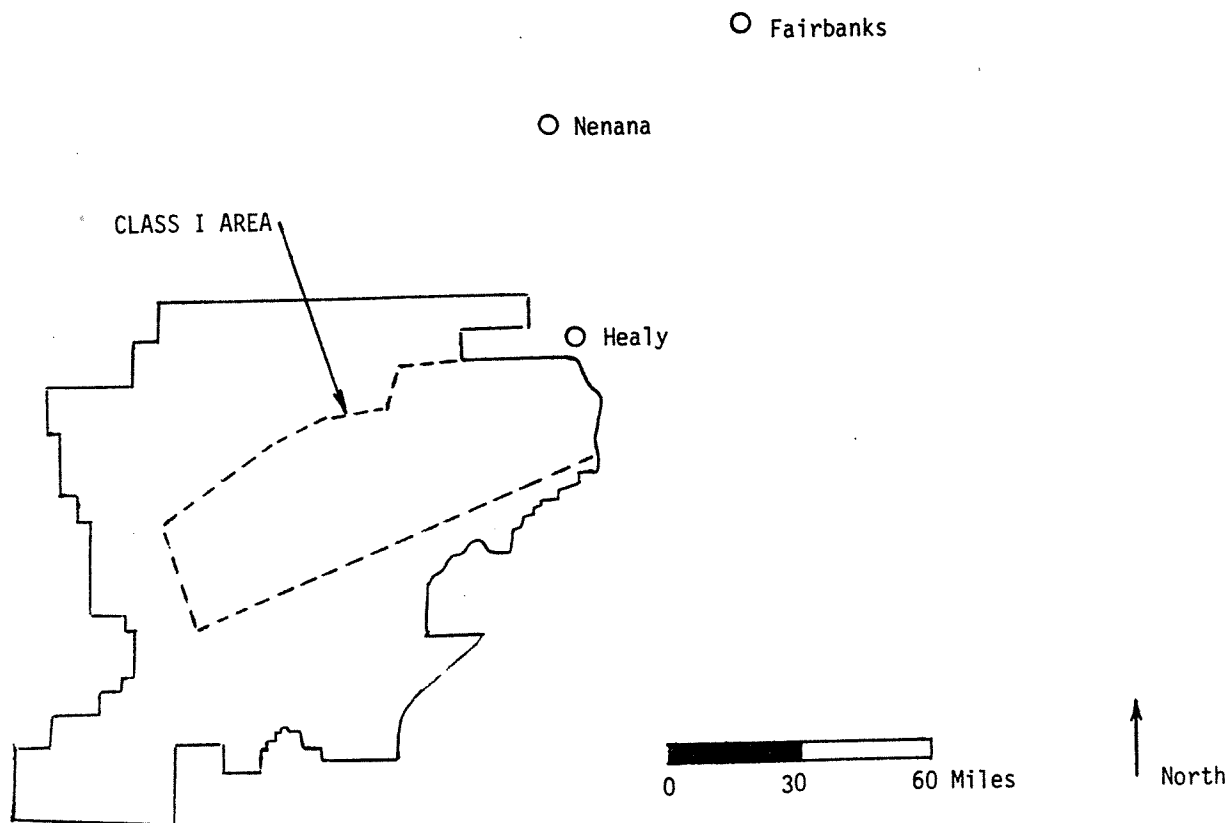 Fairbanks
Nenana
CLASS I AREA
Healy
0 30 60 Miles
North